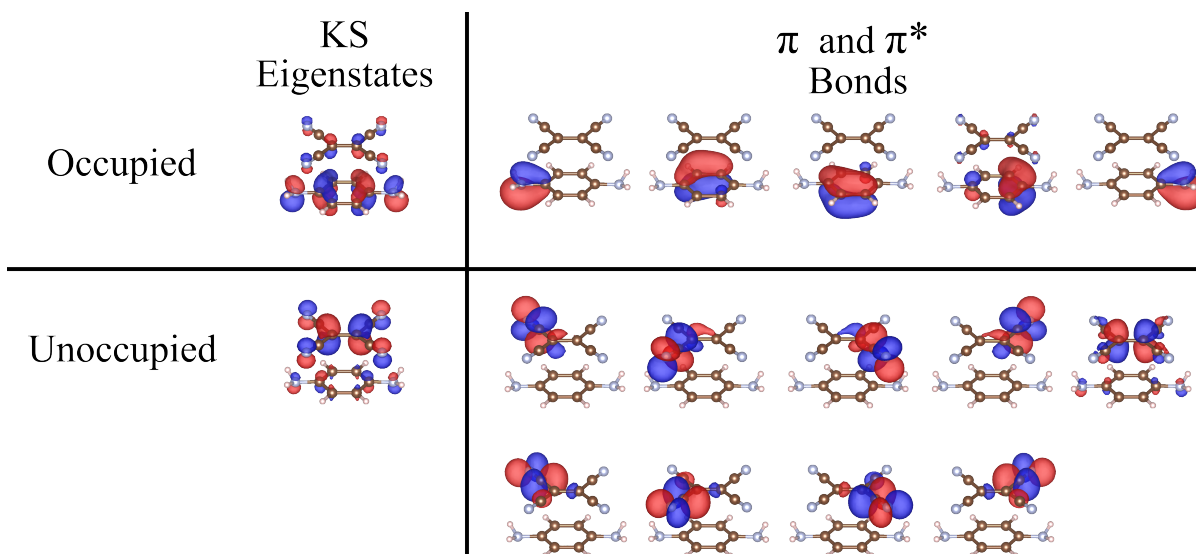 KS
Eigenstates
π and π*
Bonds
Occupied
Unoccupied